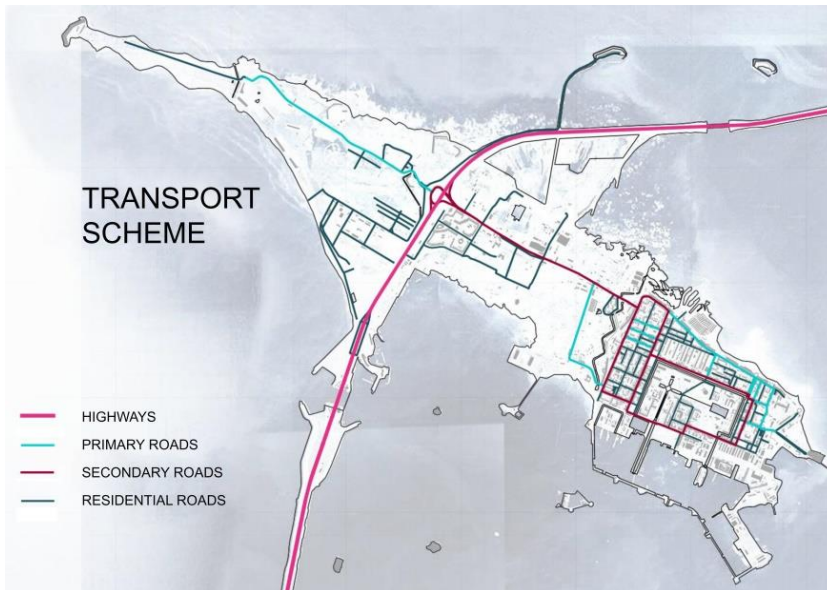 TRANSPORT
SCHEME
HIGHWAYS
PRIMARY ROADS
SECONDARY ROADS
RESIDENTIAL ROADS